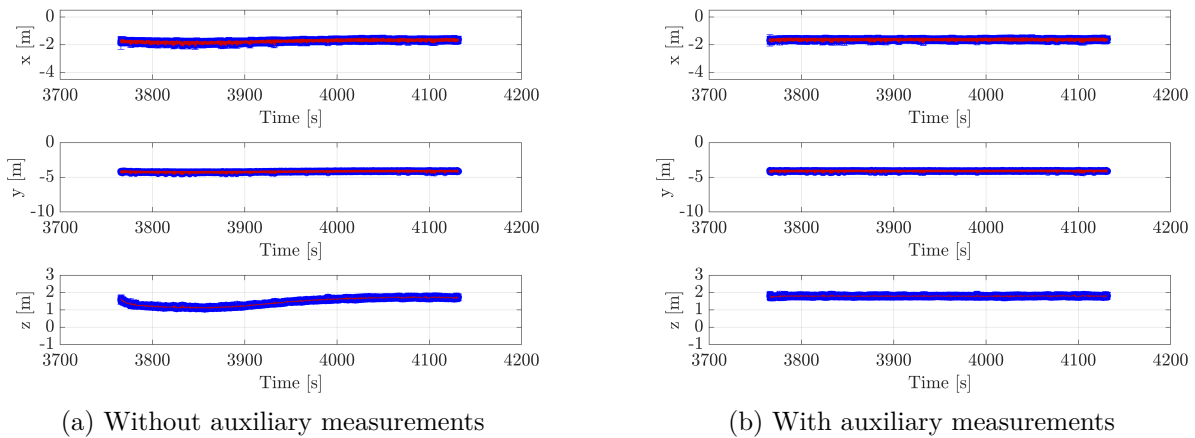 0
-2
-4
x [m]
3700 3800 3900 4000 4100 4200
Time [s]
0
-5
-10
y [m]
3700 3800 3900 4000 4100 4200
Time [s]
3
2
1
0
-1
z [m]
3700 3800 3900 4000 4100 4200
Time [s]
(a) Without auxiliary measurements
0
-2
-4
x [m]
3700 3800 3900 4000 4100 4200
Time [s]
0
-5
-10
y [m]
3700 3800 3900 4000 4100 4200
Time [s]
3
2
1
0
-1
z [m]
3700 3800 3900 4000 4100 4200
Time [s]
(b) With auxiliary measurements